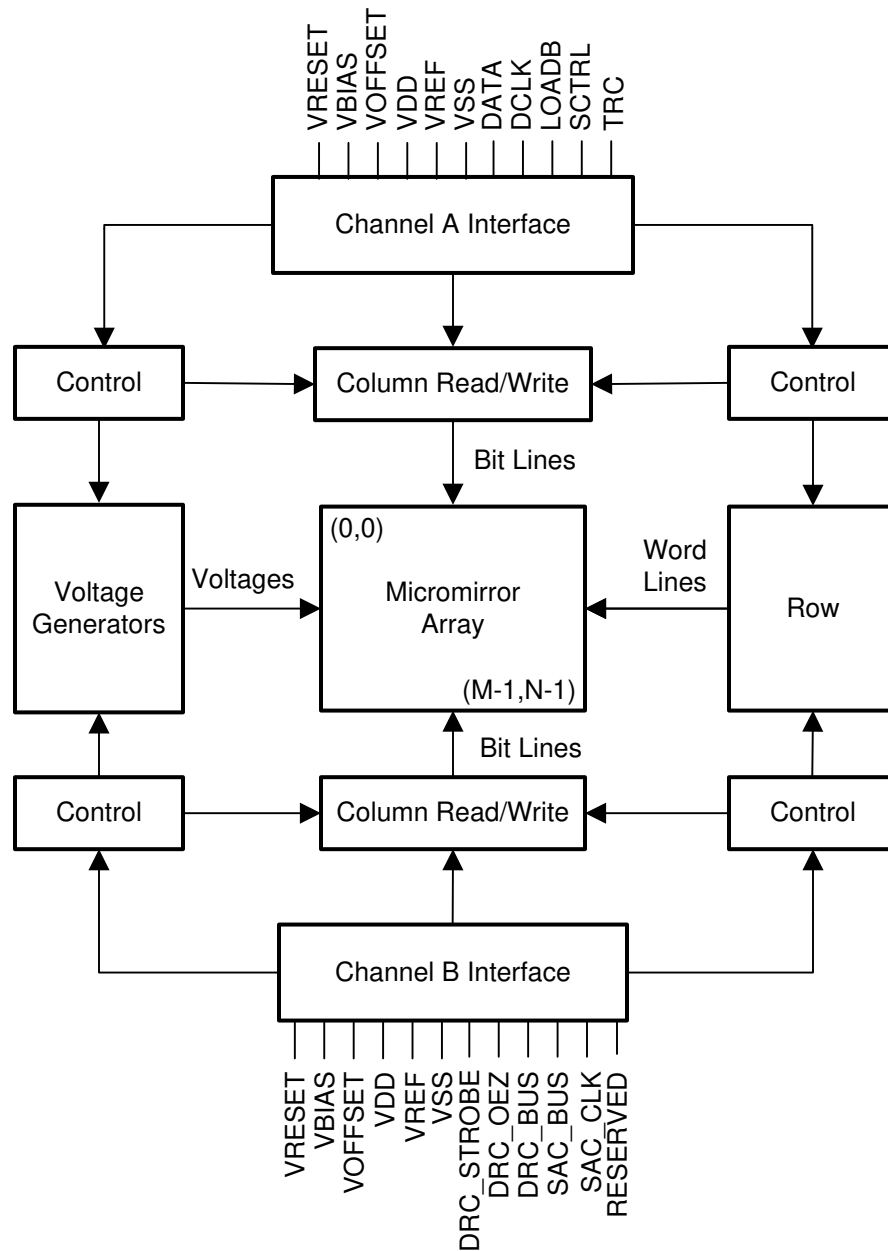 VRESET
VBIAS
VOFFSET
VDD
VREF
VSS
DATA
DCLK
LOADB
SCTRL
TRC
Channel A Interface
Control
Column Read/Write
Control
Bit Lines
(0,0)
Voltages
Word
Lines
Voltage
Generators
Micromirror
Array
Row
(M-1,N-1)
Bit Lines
Control
Column Read/Write
Control
Channel B Interface
VRESET
VBIAS
VOFFSET
VDD
VREF
VSS
DRC_STROBE
DRC_OEZ
DRC_BUS
SAC_BUS
SAC_CLK
RESERVED